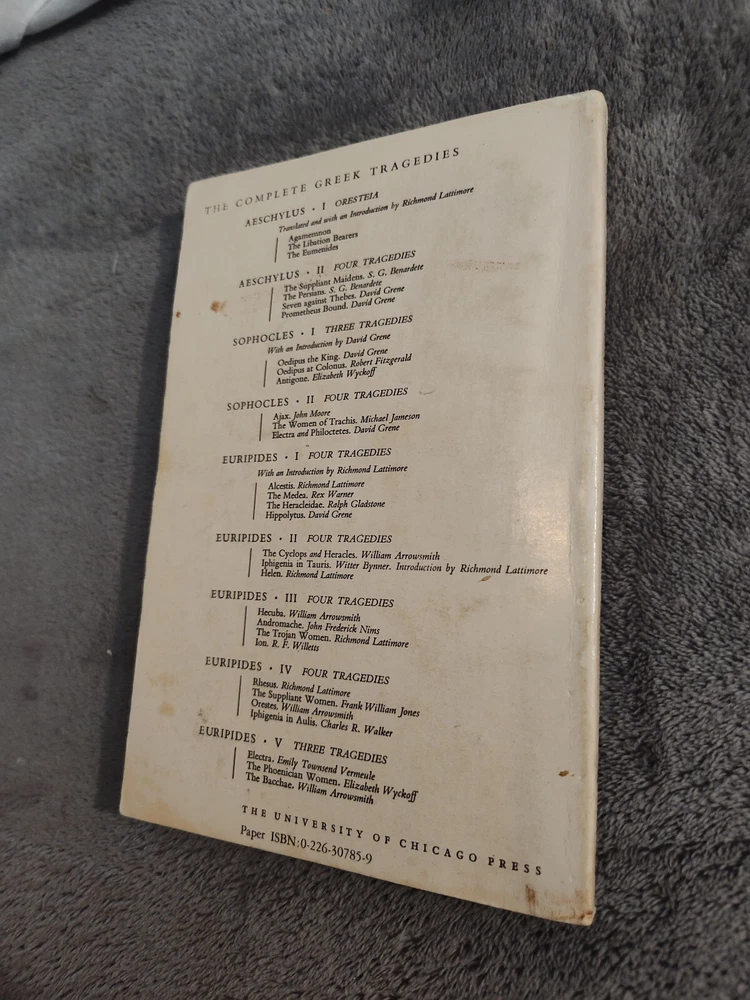 THE COMPLETE GREEK TRAGEDIES
AESCHYLUS · I ORESTEIA
Translated and with an Introduction by Richmond Lattimore
Agamemnon
The Libation Bearers
The Eumenides
AESCHYLUS · II FOUR TRAGEDIES
The Suppliant Maidens. S. G. Benardete
The Persians. S. G. Benardete
Seven against Thebes. David Grene
Prometheus Bound. David Grene
SOPHOCLES · I THREE TRAGEDIES
With an Introduction by David Grene
Oedipus the King. David Grene
Oedipus at Colonus. Robert Fitzgerald
Antigone. Elizabeth Wyckoff
SOPHOCLES · II FOUR TRAGEDIES
Ajax. John Moore
The Women of Trachis. Michael Jameson
Electra and Philoctetes. David Grene
EURIPIDES · I FOUR TRAGEDIES
With an Introduction by Richmond Lattimore
Alcestis. Richmond Lattimore
The Medea. Rex Warner
The Heracleidae. Ralph Gladstone
Hippolytus. David Grene
EURIPIDES · II FOUR TRAGEDIES
The Cyclops and Heracles. William Arrowsmith
Iphigenia in Tauris. Witter Bynner. Introduction by Richmond Lattimore
Helen. Richmond Lattimore
EURIPIDES · III FOUR TRAGEDIES
Hecuba. William Arrowsmith
Andromache. John Frederick Nims
The Trojan Women. Richmond Lattimore
Ion. R. F. Willetts
EURIPIDES · IV FOUR TRAGEDIES
Rhesus. Richmond Lattimore
The Suppliant Women. Frank William Jones
Orestes. William Arrowsmith
Iphigenia in Aulis. Charles R. Walker
EURIPIDES · V THREE TRAGEDIES
Electra. Emily Townsend Vermeule
The Phoenician Women. Elizabeth Wyckoff
The Bacchae. William Arrowsmith
THE UNIVERSITY OF CHICAGO PRESS
Paper ISBN:0-226-30785-9